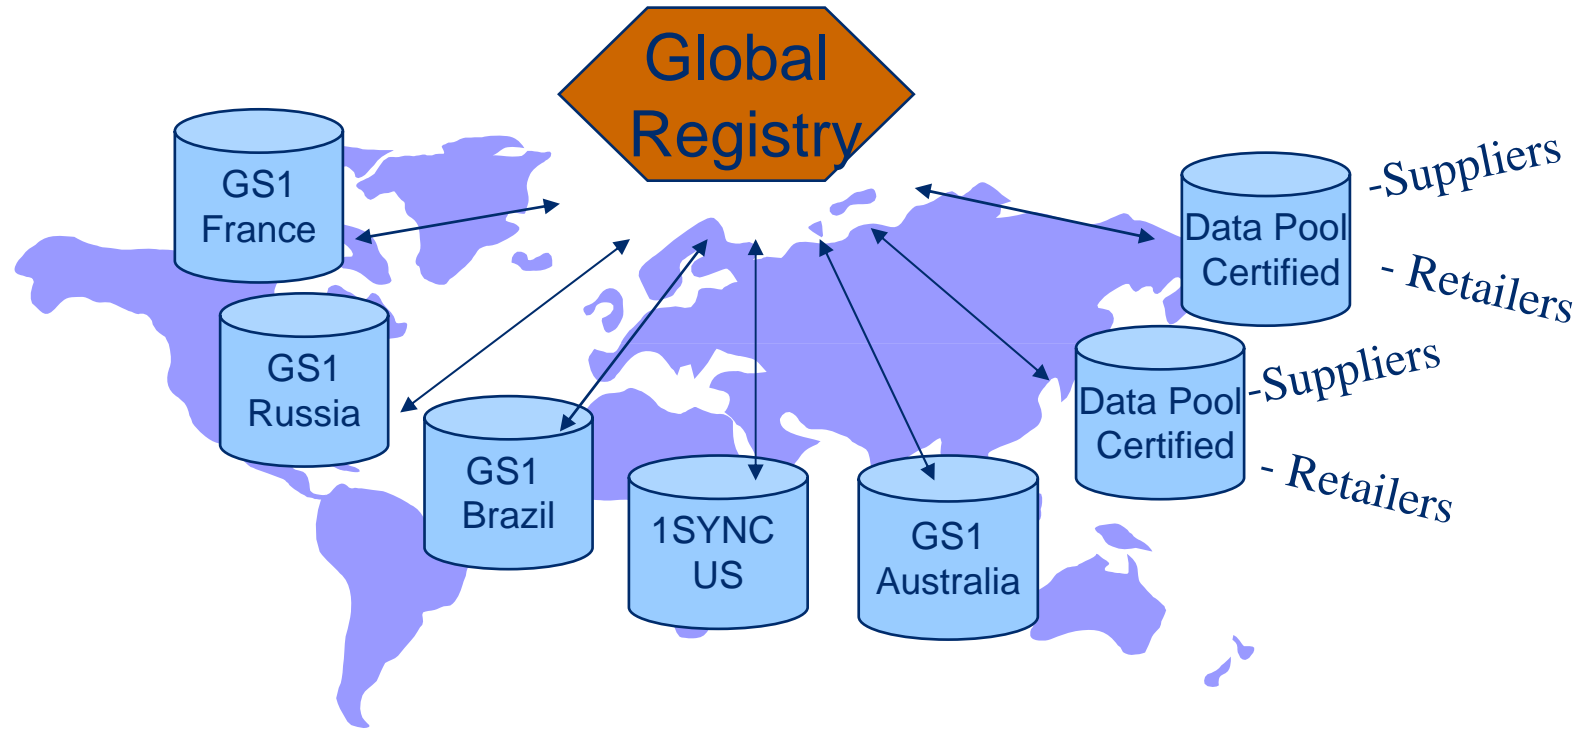 Global
Registry
GS1
France
GS1
Russia
GS1
Brazil
1SYNC
US
GS1
Australia
Data Pool
Certified
-Suppliers
- Retailers
Data Pool
Certified
-Suppliers
- Retailers